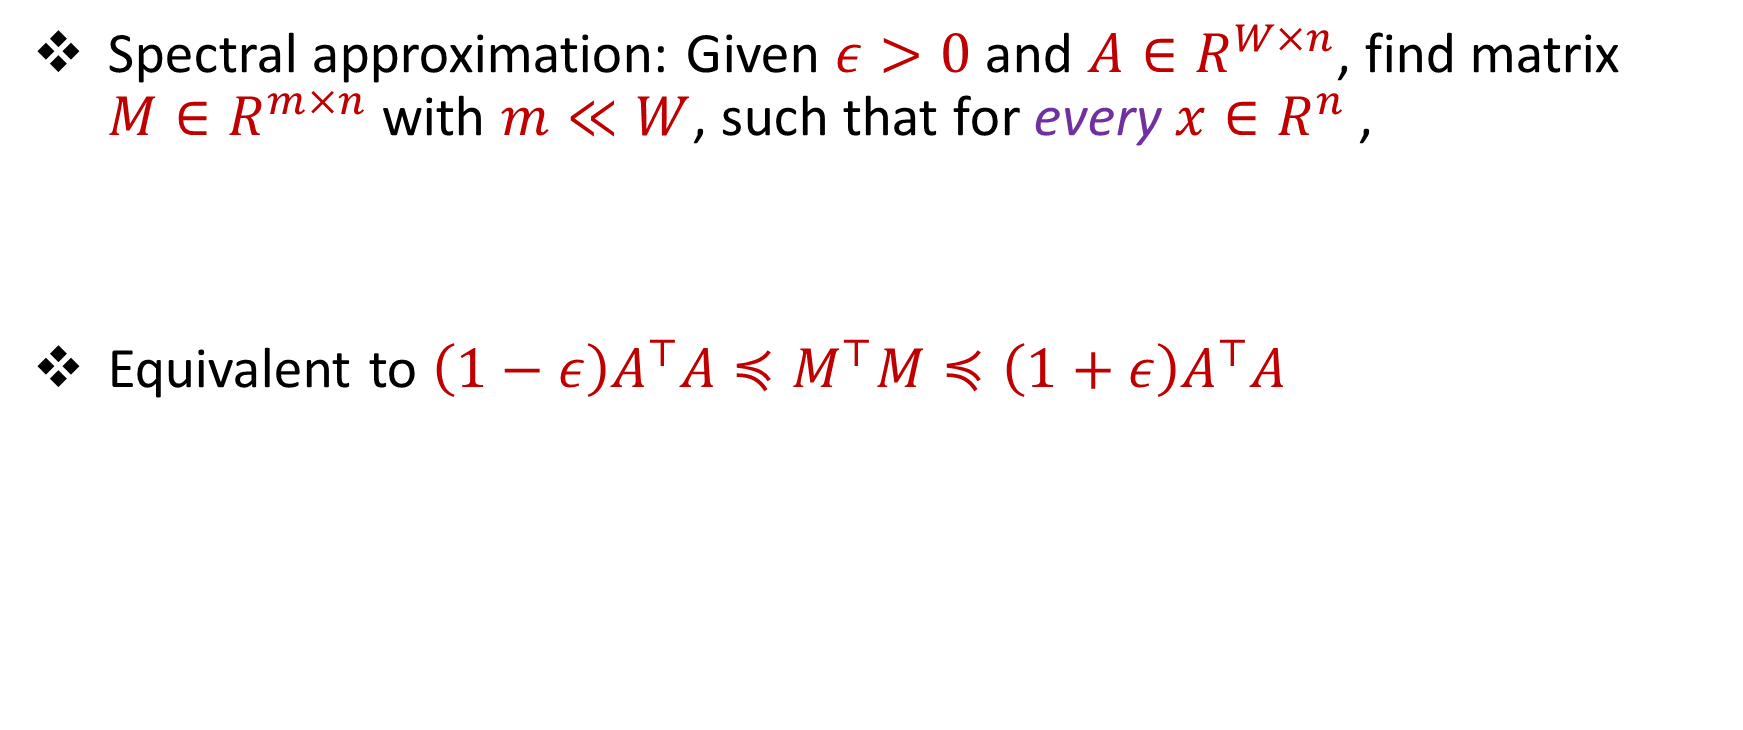 ❖ Spectral approximation: Given ϵ > 0 and A ∈ R^{W×n}, find matrix
M ∈ R^{m×n} with m ≪ W, such that for every x ∈ R^n ,
❖ Equivalent to (1 − ϵ)A^⊤A ≼ M^⊤M ≼ (1 + ϵ)A^⊤A